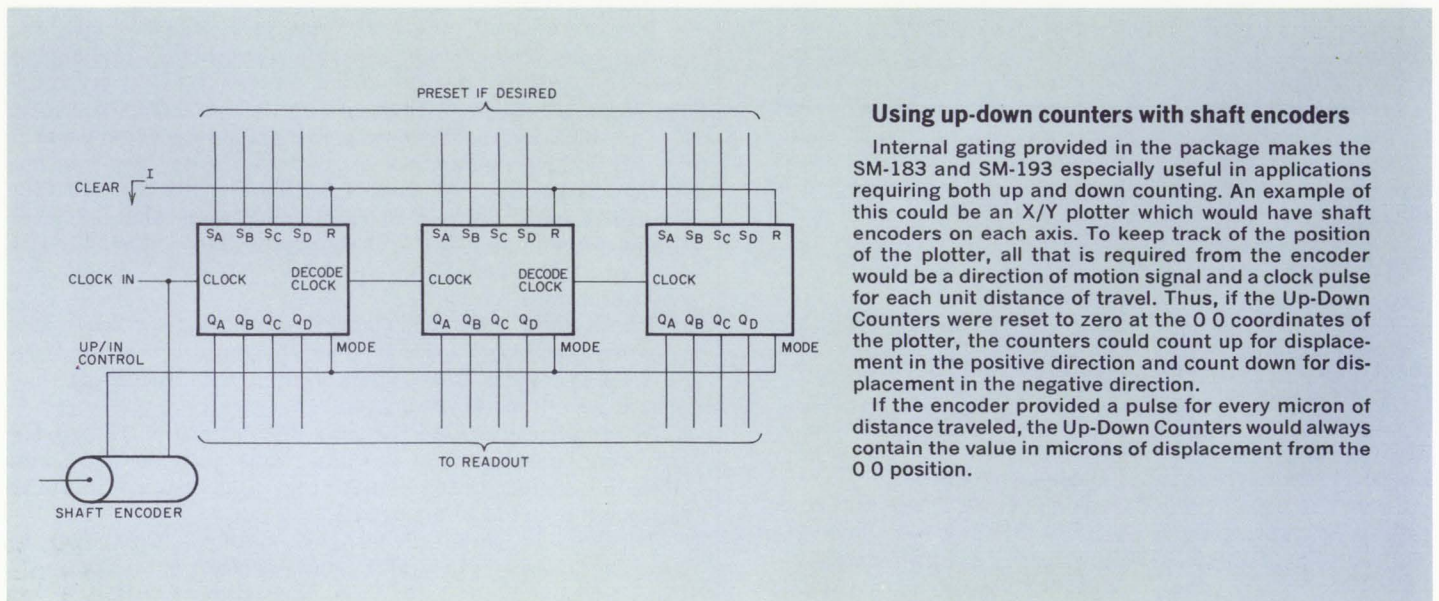 PRESET IF DESIRED
CLEAR
I
SA SB SC SD R
SA SB SC SD R
SA SB SC SD R
CLOCK IN
CLOCK
DECODE
CLOCK
CLOCK
DECODE
CLOCK
CLOCK
QA QB QC QD
QA QB QC QD
QA QB QC QD
UP/IN
CONTROL
MODE
MODE
MODE
TO READOUT
SHAFT ENCODER
Using up-down counters with shaft encoders
Internal gating provided in the package makes the
SM-183 and SM-193 especially useful in applications
requiring both up and down counting. An example of
this could be an X/Y plotter which would have shaft
encoders on each axis. To keep track of the position
of the plotter, all that is required from the encoder
would be a direction of motion signal and a clock pulse
for each unit distance of travel. Thus, if the Up-Down
Counters were reset to zero at the 0 0 coordinates of
the plotter, the counters could count up for displace-
ment in the positive direction and count down for dis-
placement in the negative direction.
If the encoder provided a pulse for every micron of
distance traveled, the Up-Down Counters would always
contain the value in microns of displacement from the
0 0 position.